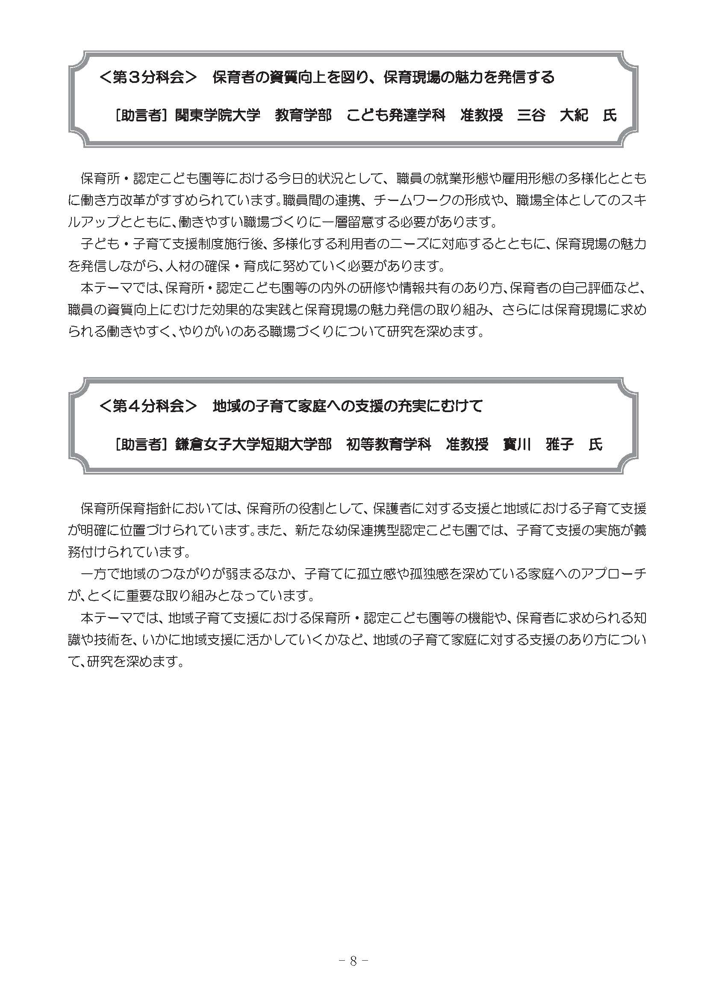 ＜第３分科会＞　保育者の資質向上を図り、保育現場の魅力を発信する
［助言者］関東学院大学　教育学部　こども発達学科　准教授　三谷　大紀　氏
保育所・認定こども園等における今日的状況として、職員の就業形態や雇用形態の多様化ととも
に働き方改革がすすめられています。職員間の連携、チームワークの形成や、職場全体としてのスキ
ルアップとともに、働きやすい職場づくりに一層留意する必要があります。
子ども・子育て支援制度施行後、多様化する利用者のニーズに対応するとともに、保育現場の魅力
を発信しながら、人材の確保・育成に努めていく必要があります。
本テーマでは、保育所・認定こども園等の内外の研修や情報共有のあり方、保育者の自己評価など、
職員の資質向上にむけた効果的な実践と保育現場の魅力発信の取り組み、さらには保育現場に求め
られる働きやすく、やりがいのある職場づくりについて研究を深めます。
＜第４分科会＞　地域の子育て家庭への支援の充実にむけて
［助言者］鎌倉女子大学短期大学部　初等教育学科　准教授　寳川　雅子　氏
保育所保育指針においては、保育所の役割として、保護者に対する支援と地域における子育て支援
が明確に位置づけられています。また、新たな幼保連携型認定こども園では、子育て支援の実施が義
務付けられています。
一方で地域のつながりが弱まるなか、子育てに孤立感や孤独感を深めている家庭へのアプローチ
が、とくに重要な取り組みとなっています。
本テーマでは、地域子育て支援における保育所・認定こども園等の機能や、保育者に求められる知
識や技術を、いかに地域支援に活かしていくかなど、地域の子育て家庭に対する支援のあり方につい
て、研究を深めます。
− 8 −